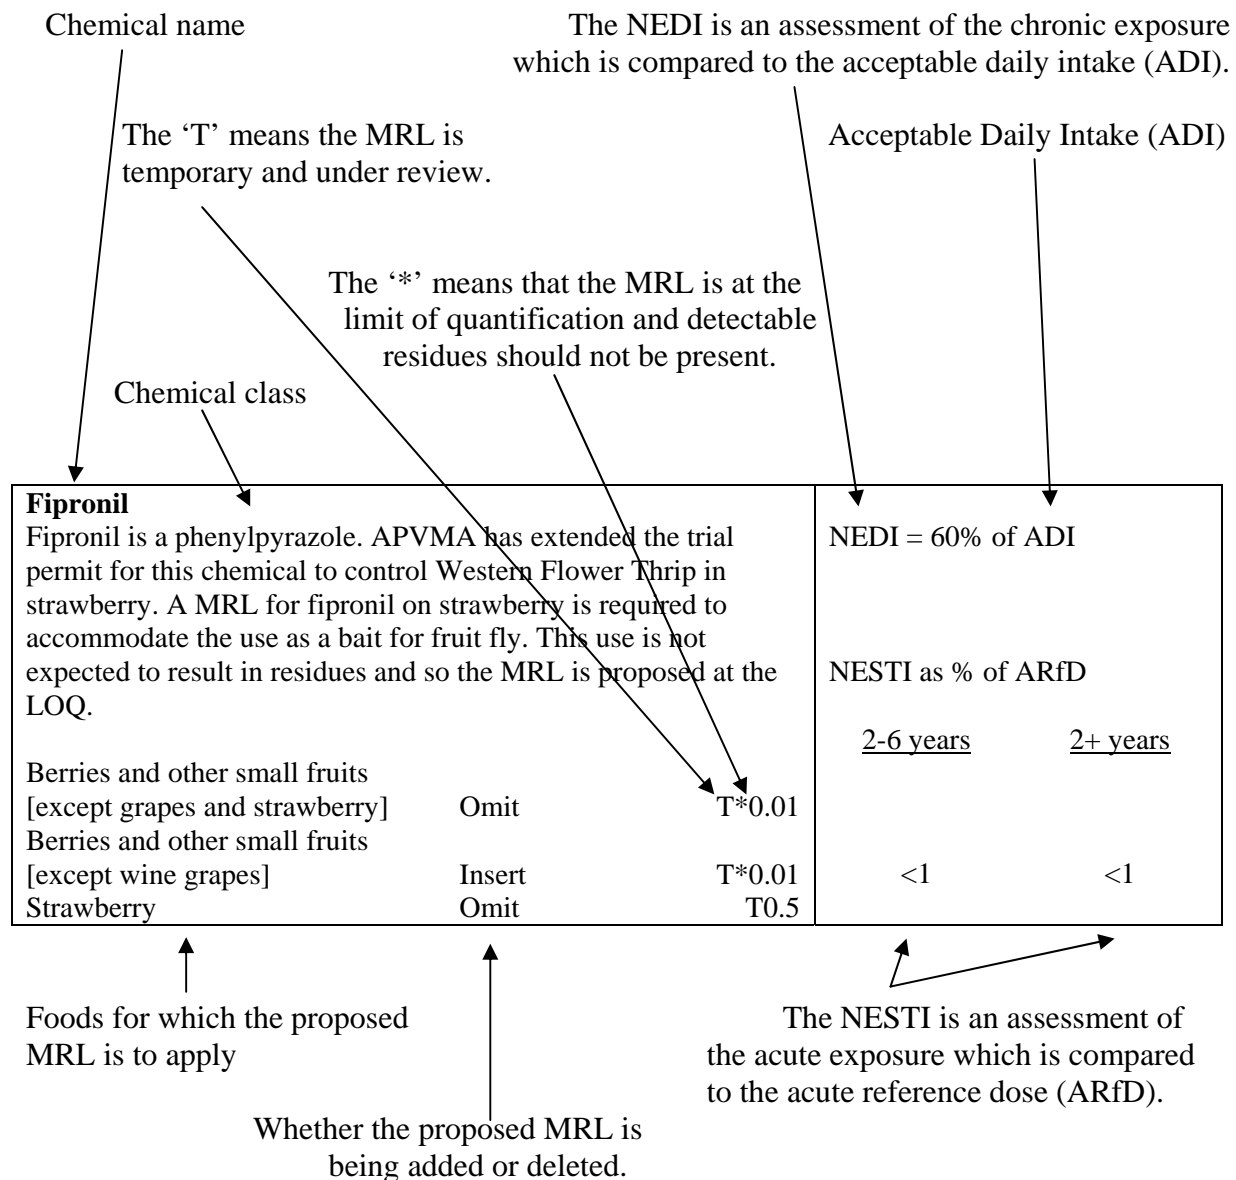 Chemical name
The NEDI is an assessment of the chronic exposure
which is compared to the acceptable daily intake (ADI).
The ‘T’ means the MRL is
temporary and under review.
Acceptable Daily Intake (ADI)
The ‘*’ means that the MRL is at the
limit of quantification and detectable
residues should not be present.
Chemical class
Fipronil
Fipronil is a phenylpyrazole. APVMA has extended the trial
permit for this chemical to control Western Flower Thrip in
strawberry. A MRL for fipronil on strawberry is required to
accommodate the use as a bait for fruit fly. This use is not
expected to result in residues and so the MRL is proposed at the
LOQ.
Berries and other small fruits
[except grapes and strawberry] Omit T*0.01
Berries and other small fruits
[except wine grapes] Insert T*0.01
Strawberry Omit T0.5
NEDI = 60% of ADI
NESTI as % of ARfD
2-6 years 2+ years
<1 <1
Foods for which the proposed
MRL is to apply
Whether the proposed MRL is
being added or deleted.
The NESTI is an assessment of
the acute exposure which is compared
to the acute reference dose (ARfD).